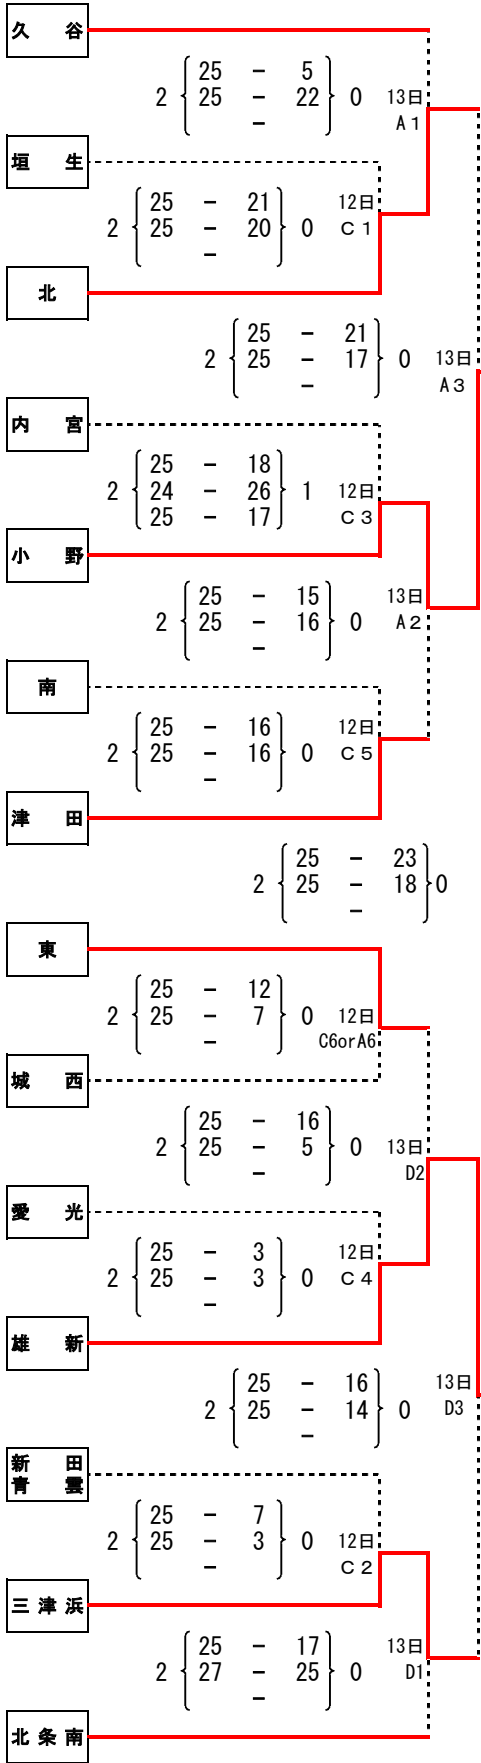 久 谷
25 - 5
2 25 - 22 0 13日
- A1
垣 生
25 - 21 12日
2 25 - 20 0 C1
-
北
25 - 21
2 25 - 17 0 13日
- A3
内 宮
25 - 18
2 24 - 26 1 12日
25 - 17 C3
小 野
25 - 15 13日
2 25 - 16 0 A2
-
南
25 - 16 12日
2 25 - 16 0 C5
-
津 田
25 - 23
2 25 - 18 0
-
東
25 - 12
2 25 - 7 0 12日
- C6orA6
城 西
25 - 16
2 25 - 5 0 13日
- D2
愛 光
25 - 3 12日
2 25 - 3 0 C4
-
雄 新
25 - 16 13日
2 25 - 14 0 D3
-
新 田
青 雲
25 - 7
2 25 - 3 0 12日
- C2
三 津 浜
25 - 17 13日
2 27 - 25 0 D1
-
北 条 南